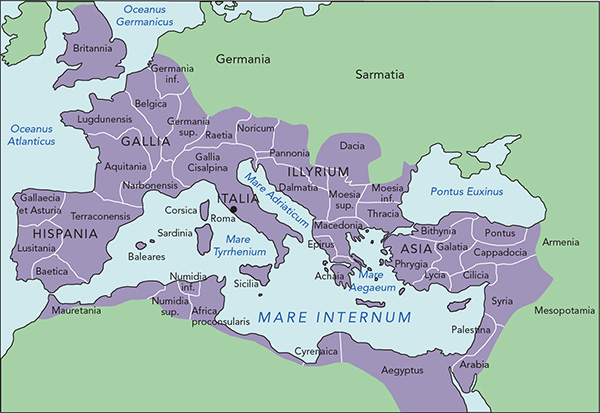 Oceanus
Germanicus
Britannia
Germania
Sarmatia
Germania
inf.
Belgica
Lugdunensis
Germania
sup.
Raetia
Noricum
Oceanus
Atlanticus
GALLIA
Pannonia
Dacia
Aquitania
Gallia
Cisalpina
ILLYRIUM
Narbonensis
Mare Adriaticum
Dalmatia
Moesia
sup.
Moesia
inf.
Pontus Euxinus
Gallaecia
et Asturia
Terraconensis
Corsica
ITALIA
Roma
Thracia
Macedonia
HISPANIA
Sardinia
Mare
Tyrrhenium
Epirus
Bithynia
Pontus
Armenia
Lusitania
Baleares
ASIA
Galatia
Cappadocia
Phrygia
Baetica
Numidia
inf.
Sicilia
Achaia
Mare
Aegaeum
Lycia
Cilicia
Mauretania
Numidia
sup.
Africa
proconsularis
MARE INTERNUM
Syria
Mesopotamia
Palestina
Cyrenaica
Aegyptus
Arabia